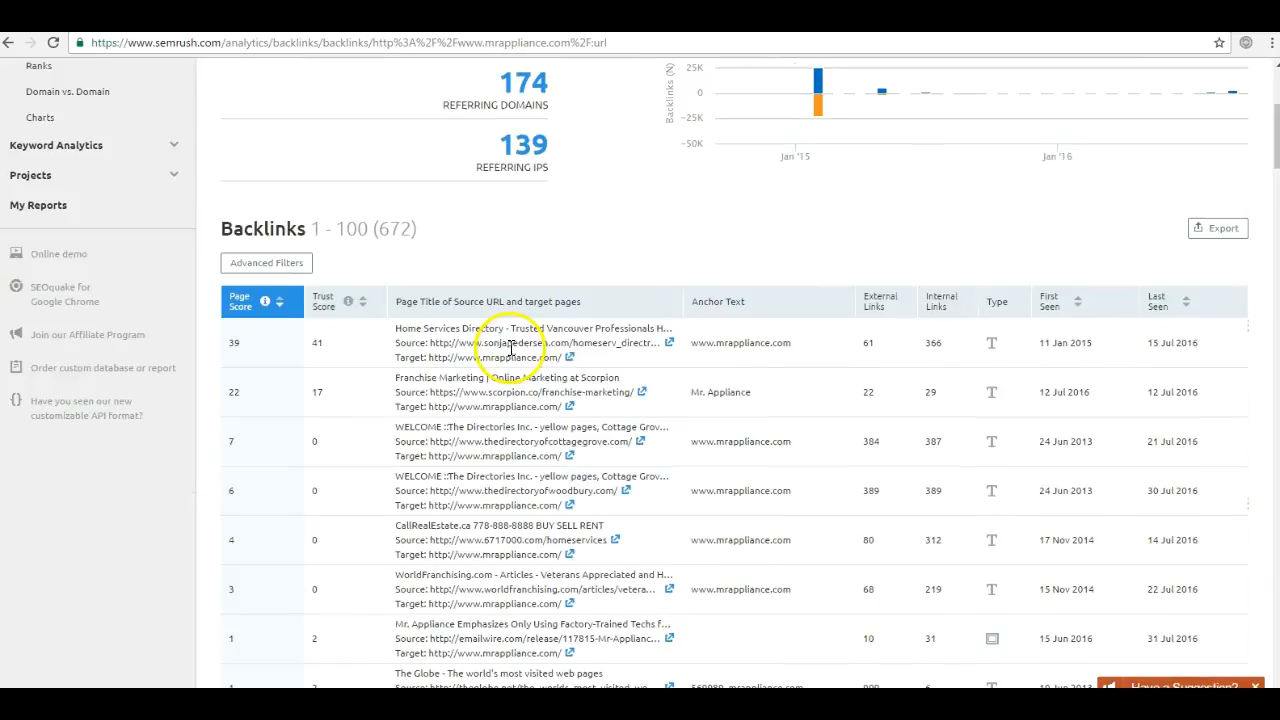 https://www.semrush.com/analytics/backlinks/backlinks/http%3A%2F%2Fwww.mrappliance.com%2F:url
Ranks
Domain vs. Domain
Charts
Keyword Analytics
Projects
My Reports
Online demo
SEOquake for
Google Chrome
Join our Affiliate Program
Order custom database or report
Have you seen our new
customizable API format?
174
REFERRING DOMAINS
139
REFERRING IPS
Backlinks (N)
25K
0
-25K
-50K
Jan '15
Jan '16
Backlinks 1 - 100 (672)
Export
Advanced Filters
Page Score
Trust Score
Page Title of Source URL and target pages
Anchor Text
External Links
Internal Links
Type
First Seen
Last Seen
Home Services Directory - Trusted Vancouver Professionals H...
39 41 Source: http://www.sonjapedersen.com/homeserv_directr... www.mrappliance.com 61 366 T 11 Jan 2015 15 Jul 2016
Target: http://www.mrappliance.com/
Franchise Marketing | Online Marketing at Scorpion
22 17 Source: https://www.scorpion.co/franchise-marketing/ Mr. Appliance 22 29 T 12 Jul 2016 12 Jul 2016
Target: http://www.mrappliance.com/
WELCOME ::The Directories Inc. - yellow pages, Cottage Grov...
7 0 Source: http://www.thedirectoryofcottagegrove.com/ www.mrappliance.com 384 387 T 24 Jun 2013 21 Jul 2016
Target: http://www.mrappliance.com/
WELCOME ::The Directories Inc. - yellow pages, Cottage Grov...
6 0 Source: http://www.thedirectoryofwoodbury.com/ www.mrappliance.com 389 389 T 24 Jun 2013 30 Jul 2016
Target: http://www.mrappliance.com/
CallRealEstate.ca 778-888-8888 BUY SELL RENT
4 0 Source: http://www.6717000.com/homeservices www.mrappliance.com 80 312 T 17 Nov 2014 14 Jul 2016
Target: http://www.mrappliance.com/
WorldFranchising.com - Articles - Veterans Appreciated and H...
3 0 Source: http://www.worldfranchising.com/articles/vetera... www.mrappliance.com 68 219 T 15 Nov 2014 22 Jul 2016
Target: http://www.mrappliance.com/
Mr. Appliance Emphasizes Only Using Factory-Trained Techs f...
1 2 Source: http://emailwire.com/release/117815-Mr-Applianc... 10 31 15 Jun 2016 31 Jul 2016
Target: http://www.mrappliance.com/
The Globe - The world's most visited web pages
Have a Suggestion?